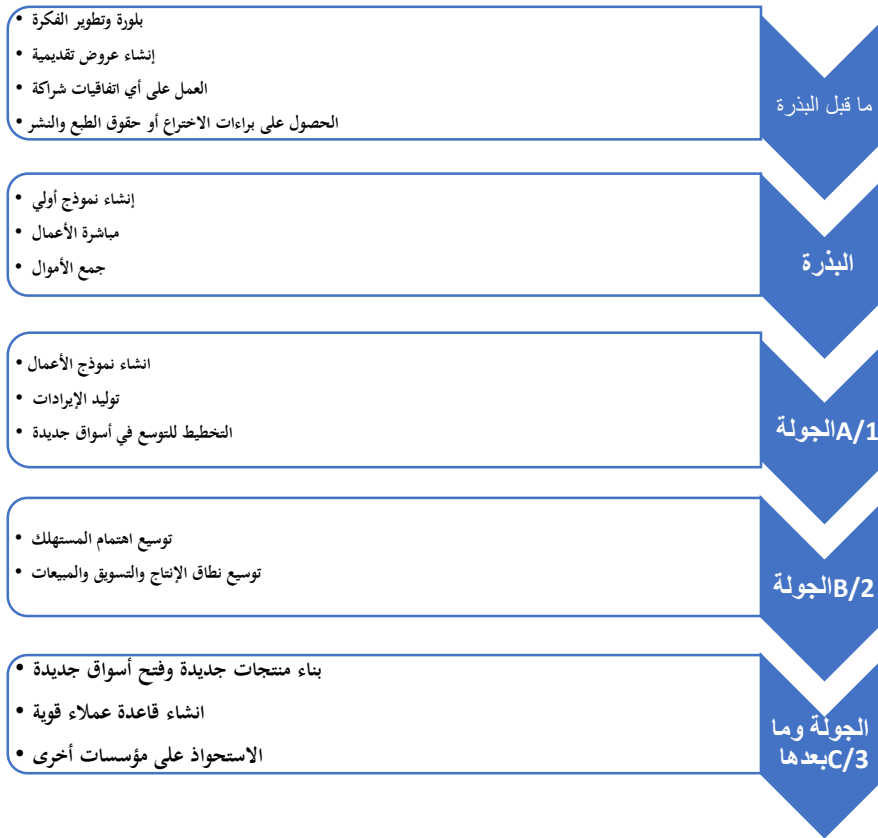 ما قبل البذرة
• بلورة وتطوير الفكرة
• إنشاء عروض تقديمية
• العمل على أي اتفاقيات شراكة
• الحصول على براءات الاختراع أو حقوق الطبع والنشر
البذرة
• إنشاء نموذج أولي
• مباشرة الأعمال
• جمع الأموال
الجولة A/1
• انشاء نموذج الأعمال
• توليد الإيرادات
• التخطيط للتوسع في أسواق جديدة
الجولة B/2
• توسيع اهتمام المستهلك
• توسيع نطاق الإنتاج والتسويق والمبيعات
الجولة وما
بعدها C/3
• بناء منتجات جديدة وفتح أسواق جديدة
• انشاء قاعدة عملاء قوية
• الاستحواذ على مؤسسات أخرى